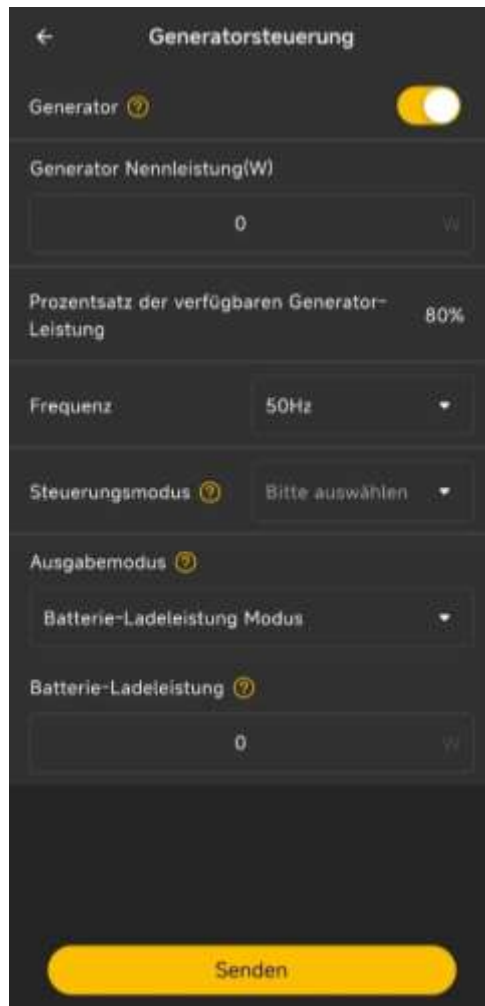 Generatorsteuerung
Generator
Generator Nennleistung(W)
0 W
Prozentsatz der verfügbaren Generator-
Leistung 80%
Frequenz 50Hz
Steuerungsmodus Bitte auswählen
Ausgabemodus
Batterie-Ladeleistung Modus
Batterie-Ladeleistung
0 W
Senden